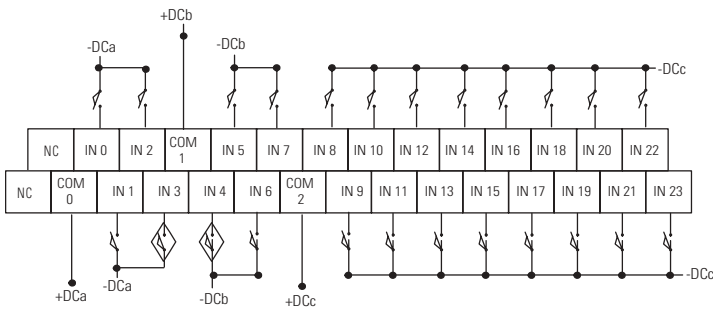 +DCb
-DCa
-DCb
-DCc
NC IN 0 IN 2 COM 1 IN 5 IN 7 IN 8 IN 10 IN 12 IN 14 IN 16 IN 18 IN 20 IN 22
NC COM 0 IN 1 IN 3 IN 4 IN 6 COM 2 IN 9 IN 11 IN 13 IN 15 IN 17 IN 19 IN 21 IN 23
-DCc
+DCa
-DCa
-DCb
+DCc